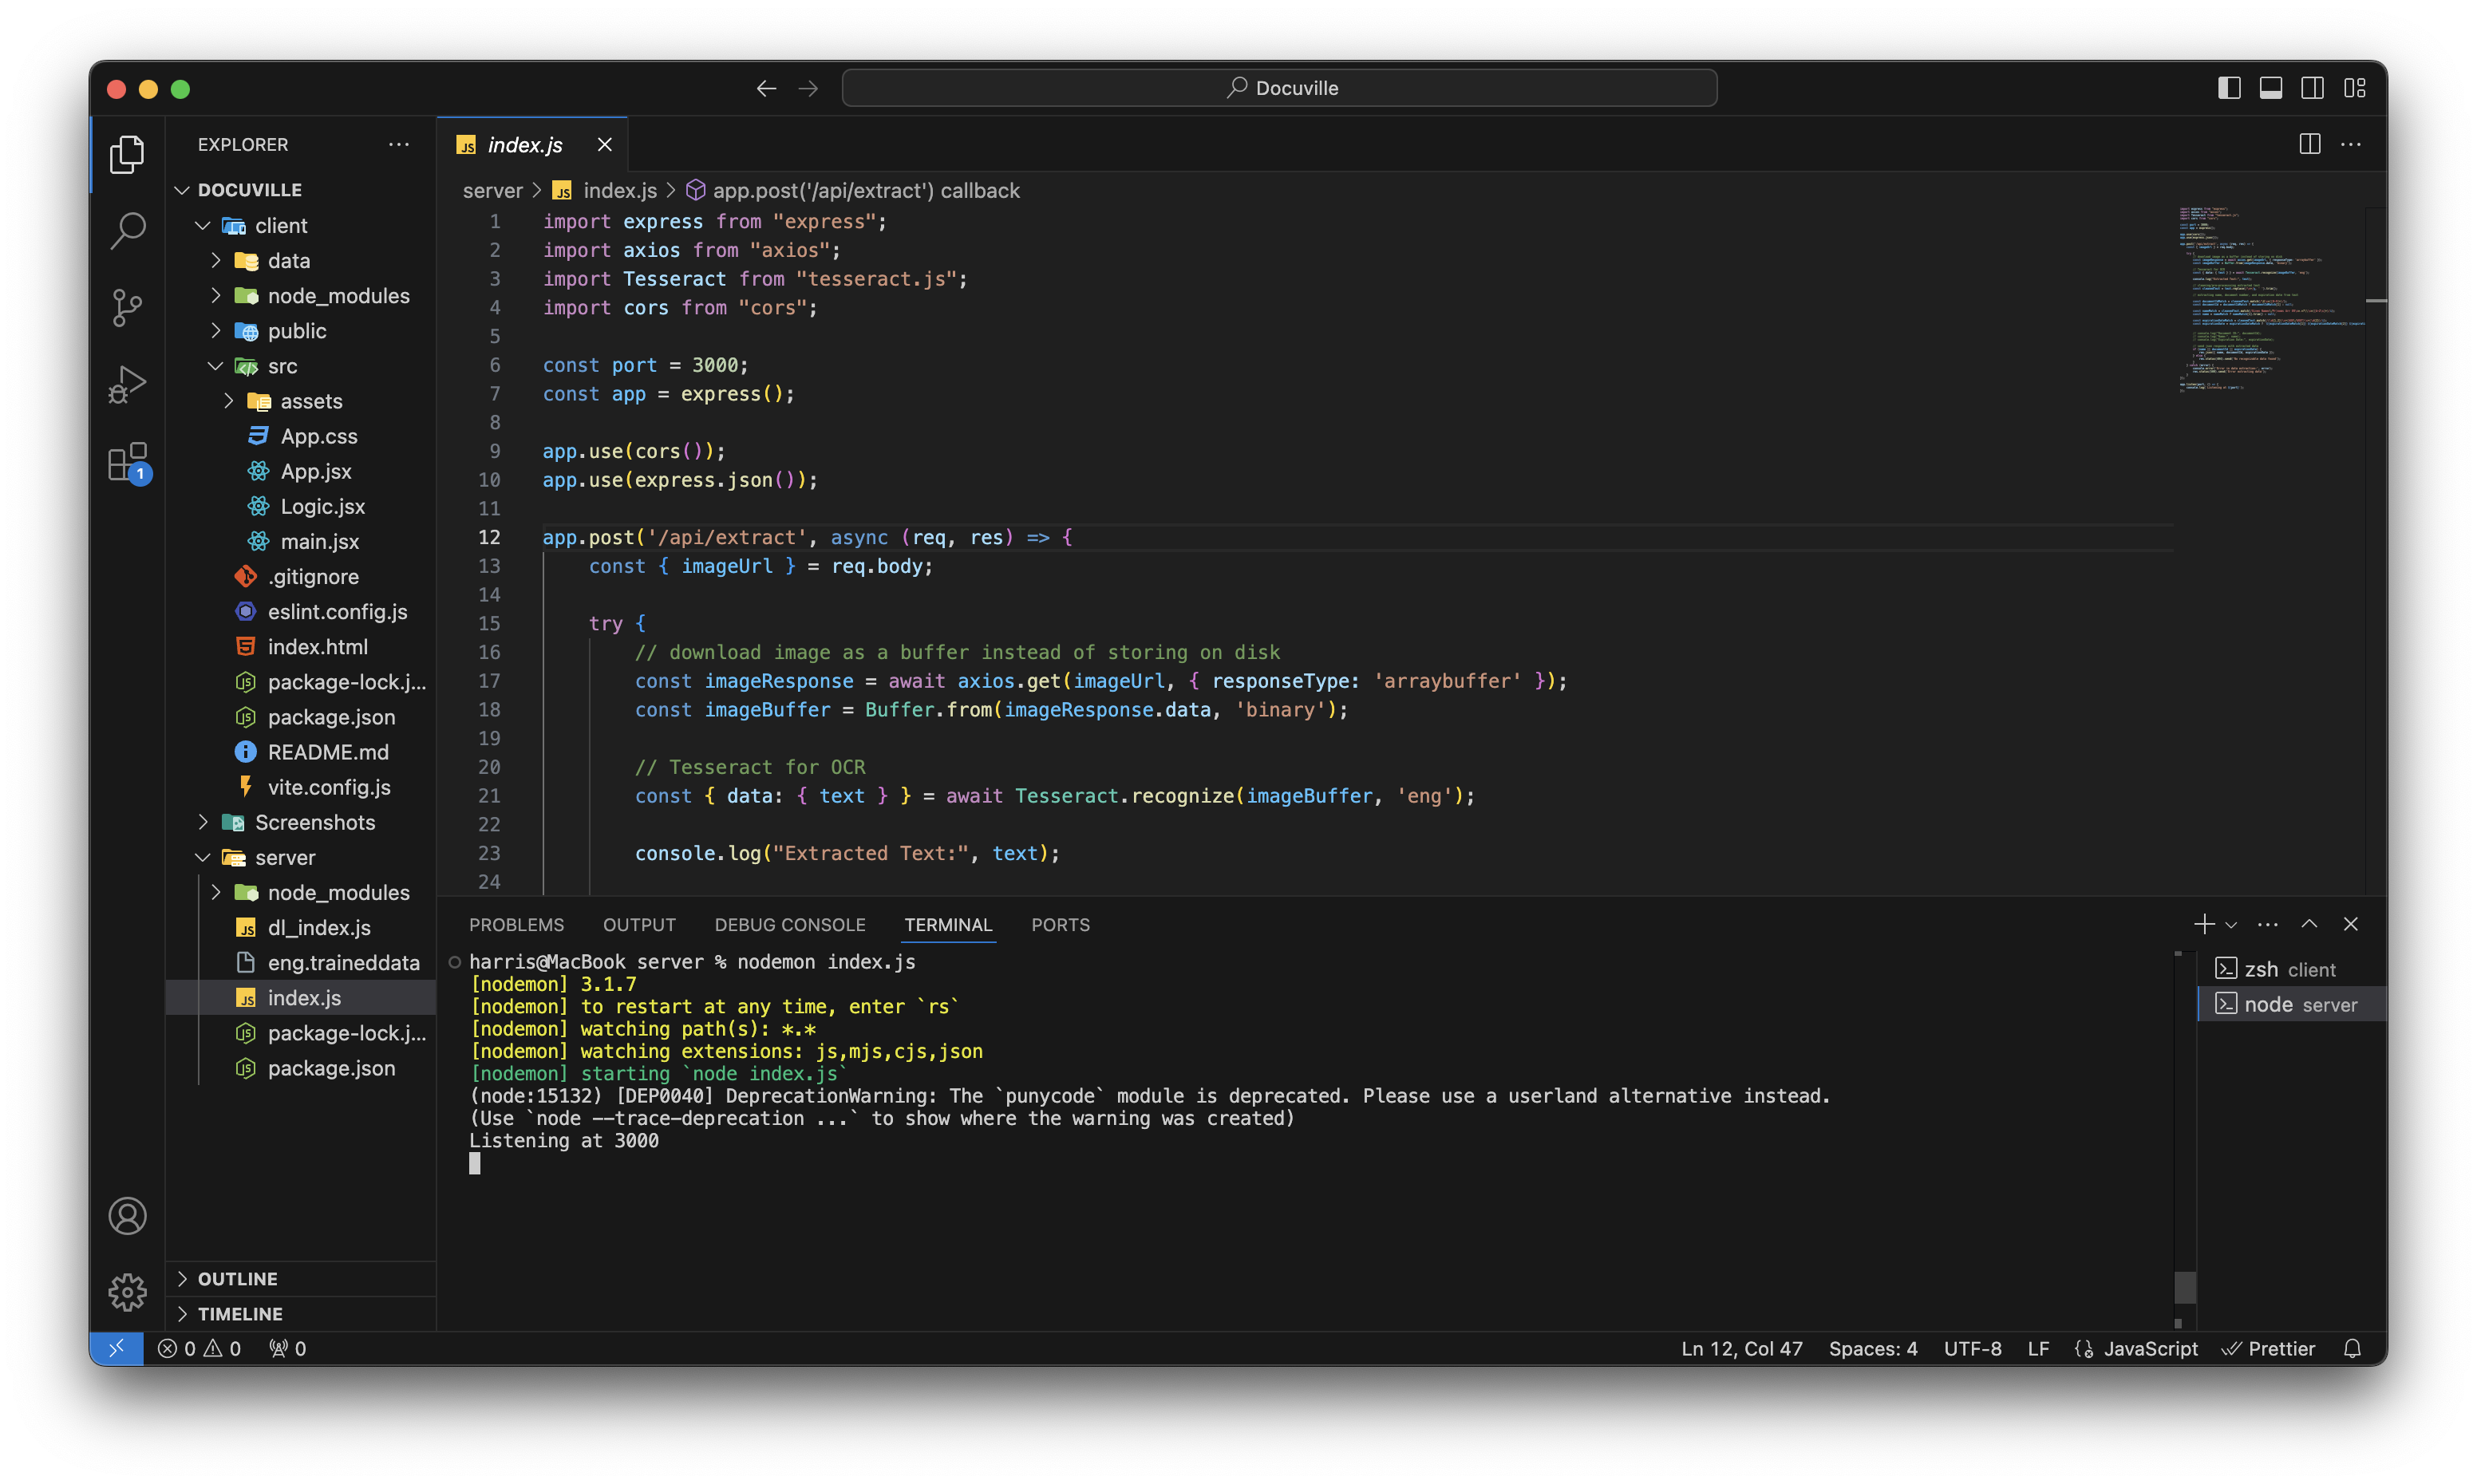 Docuville
EXPLORER
DOCUVILLE
client
data
node_modules
public
src
assets
App.css
App.jsx
Logic.jsx
main.jsx
.gitignore
eslint.config.js
index.html
package-lock.j...
package.json
README.md
vite.config.js
Screenshots
server
node_modules
dl_index.js
eng.traineddata
index.js
package-lock.j...
package.json
OUTLINE
TIMELINE
1
index.js
server > index.js > app.post('/api/extract') callback
1 import express from "express";
2 import axios from "axios";
3 import Tesseract from "tesseract.js";
4 import cors from "cors";
5
6 const port = 3000;
7 const app = express();
8
9 app.use(cors());
10 app.use(express.json());
11
12 app.post('/api/extract', async (req, res) => {
13 const { imageUrl } = req.body;
14
15 try {
16 // download image as a buffer instead of storing on disk
17 const imageResponse = await axios.get(imageUrl, { responseType: 'arraybuffer' });
18 const imageBuffer = Buffer.from(imageResponse.data, 'binary');
19
20 // Tesseract for OCR
21 const { data: { text } } = await Tesseract.recognize(imageBuffer, 'eng');
22
23 console.log("Extracted Text:", text);
24
PROBLEMS OUTPUT DEBUG CONSOLE TERMINAL PORTS
harris@MacBook server % nodemon index.js
[nodemon] 3.1.7
[nodemon] to restart at any time, enter `rs`
[nodemon] watching path(s): *.*
[nodemon] watching extensions: js,mjs,cjs,json
[nodemon] starting `node index.js`
(node:15132) [DEP0040] DeprecationWarning: The `punycode` module is deprecated. Please use a userland alternative instead.
(Use `node --trace-deprecation ...` to show where the warning was created)
Listening at 3000
zsh client
node server
0 0 0
Ln 12, Col 47 Spaces: 4 UTF-8 LF JavaScript Prettier